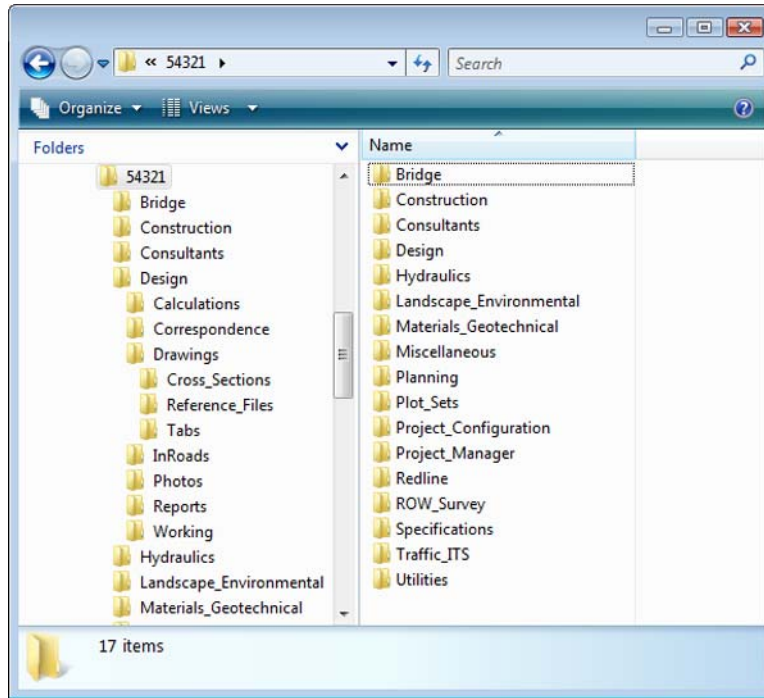 « 54321
Search
Organize Views
Folders
Name
54321
Bridge
Construction
Consultants
Design
Calculations
Correspondence
Drawings
Cross_Sections
Reference_Files
Tabs
InRoads
Photos
Reports
Working
Hydraulics
Landscape_Environmental
Materials_Geotechnical
Bridge
Construction
Consultants
Design
Hydraulics
Landscape_Environmental
Materials_Geotechnical
Miscellaneous
Planning
Plot_Sets
Project_Configuration
Project_Manager
Redline
ROW_Survey
Specifications
Traffic_ITS
Utilities
17 items